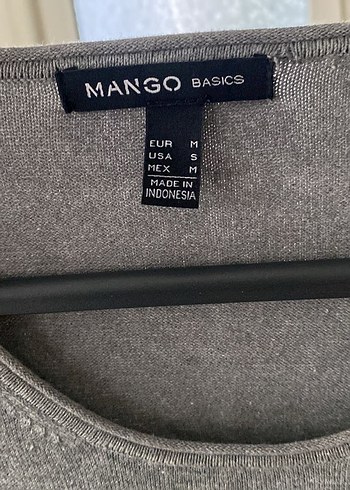 MANGO BASICS
EUR M
USA S
MEX M
MADE IN
INDONESIA